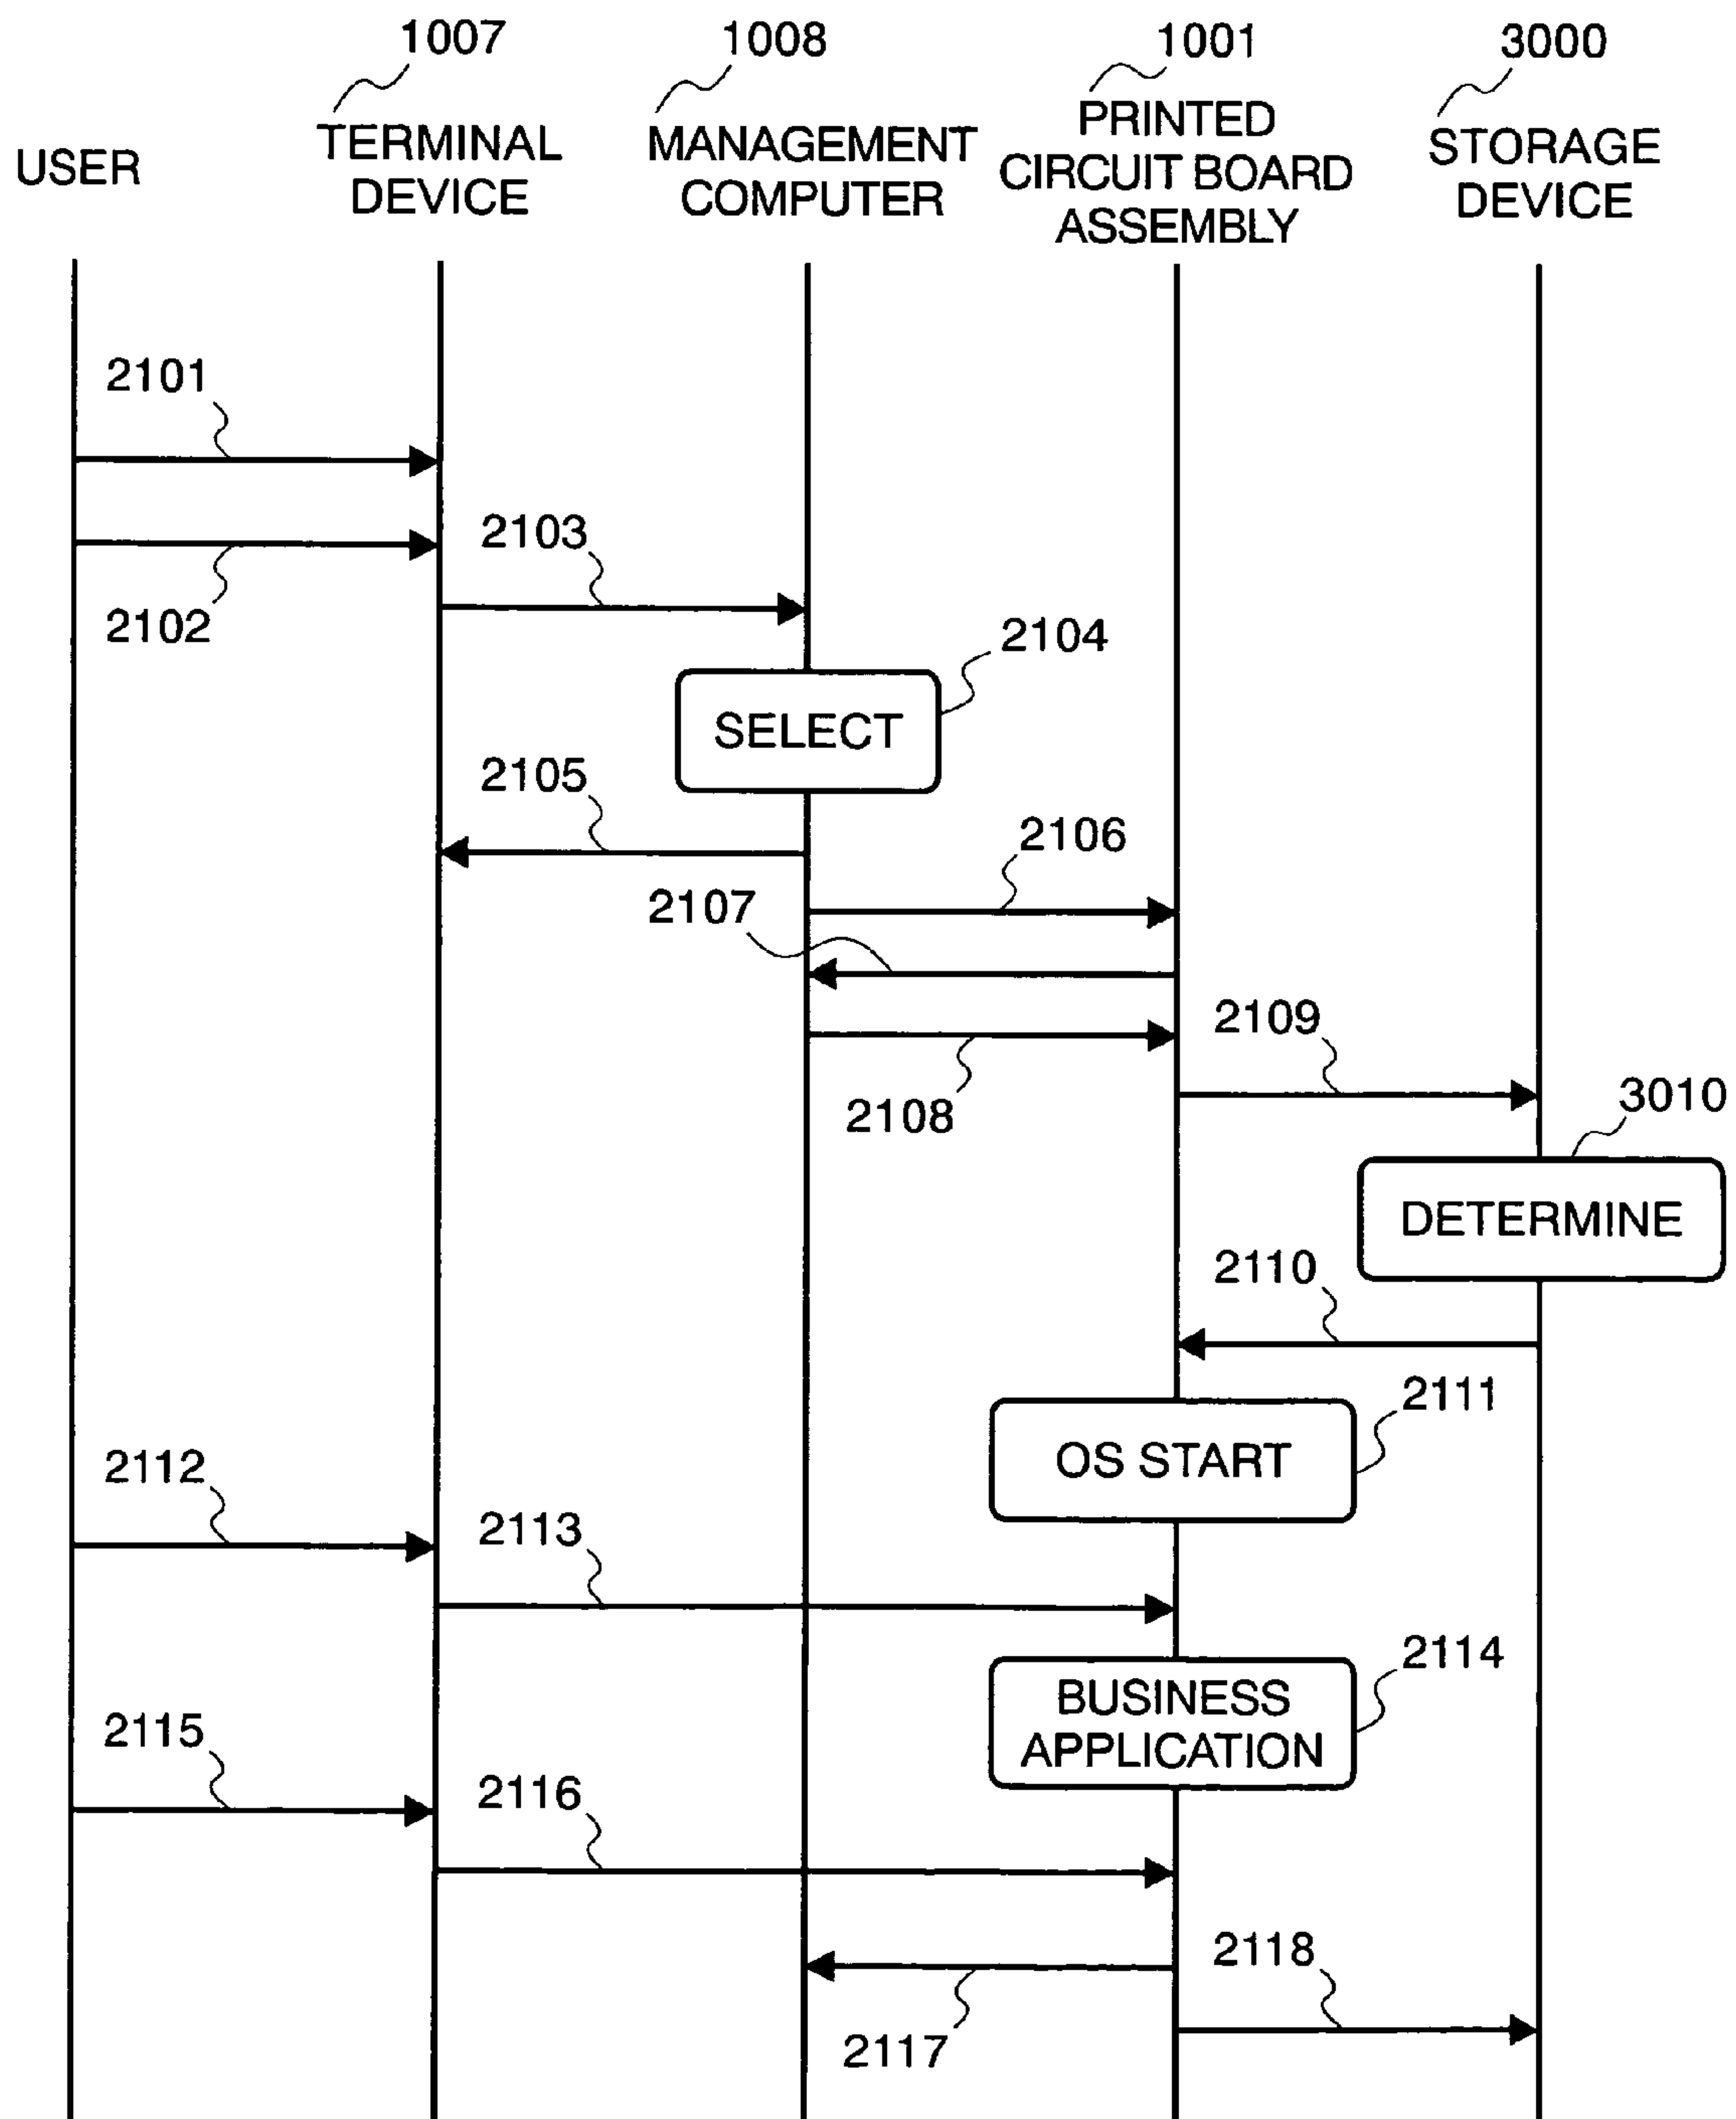 1007
1008
1001
3000
USER
TERMINAL
DEVICE
MANAGEMENT
COMPUTER
PRINTED
CIRCUIT BOARD
ASSEMBLY
STORAGE
DEVICE
2101
2102
2103
2104
SELECT
2105
2106
2107
2108
2109
3010
DETERMINE
2110
2111
OS START
2112
2113
2114
BUSINESS
APPLICATION
2115
2116
2117
2118